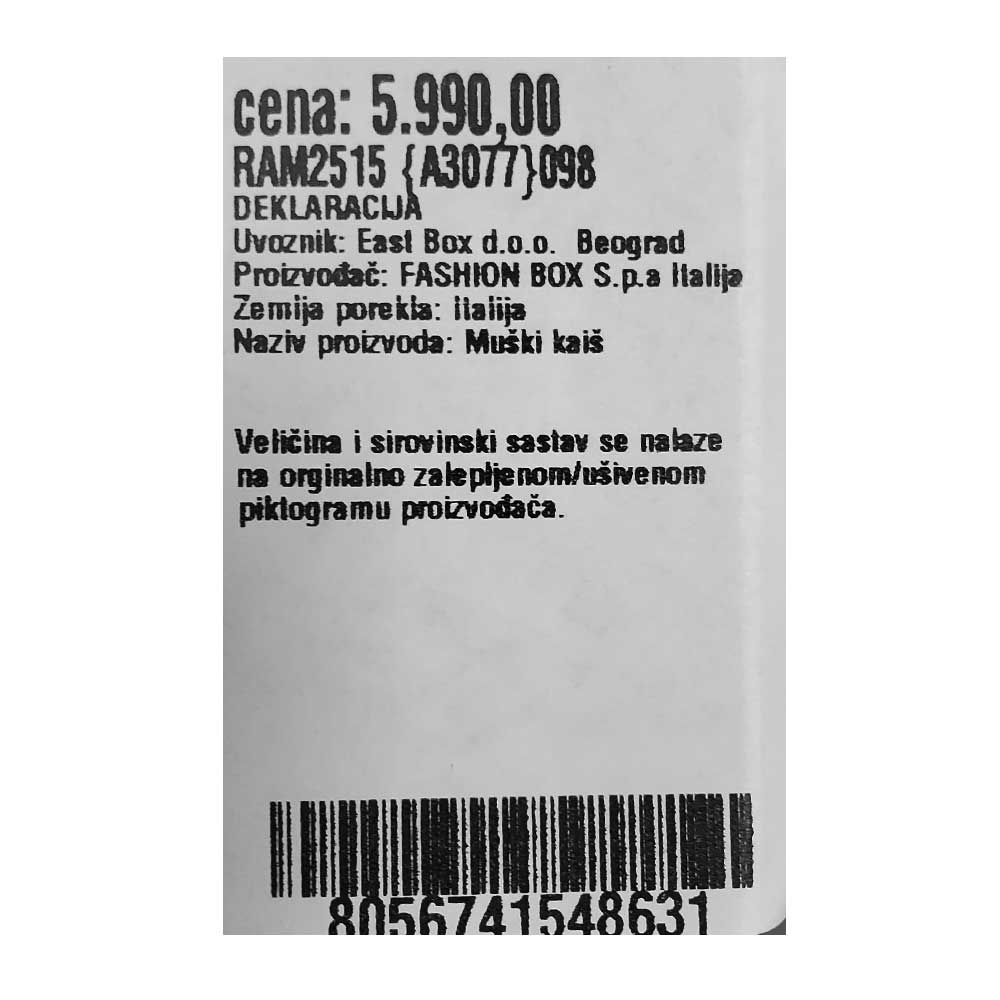 cena: 5.990,00
RAM2515 {A3077}098
DEKLARACIJA
Uvoznik: East Box d.o.o. Beograd
Proizvođač: FASHION BOX S.p.a Italija
Zemlja porekla: Italija
Naziv proizvoda: Muški kaiš
Veličina i sirovinski sastav se nalaze
na orginalno zalepljenom/ušivenom
piktogramu proizvođača.
8056741548631